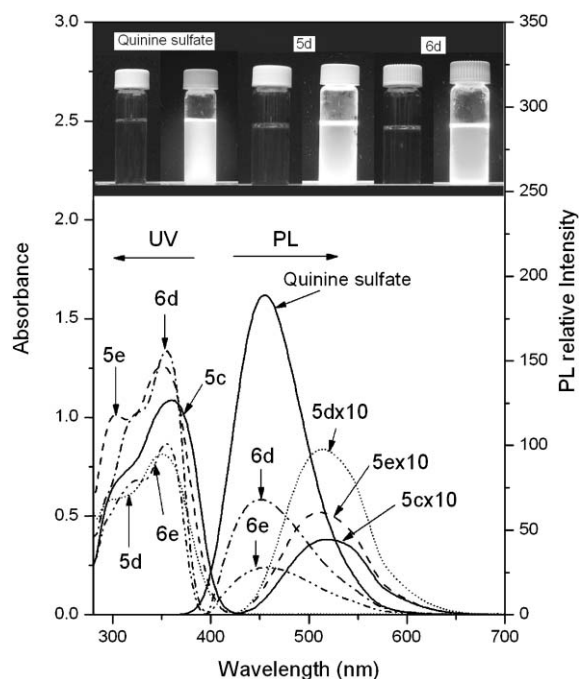 Quinine sulfate
5d
6d
3.0
2.5
2.0
1.5
1.0
0.5
0.0
Absorbance
350
300
250
200
150
100
50
0
PL relative Intensity
UV
PL
Quinine sulfate
6d
5e
5c
5dx10
6d
5ex10
6e
5cx10
5d
6e
300
400
500
600
700
Wavelength (nm)